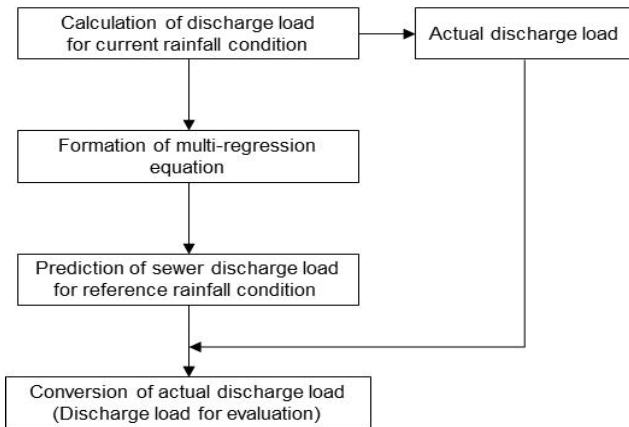 Calculation of discharge load
for current rainfall condition
Actual discharge load
Formation of multi-regression
equation
Prediction of sewer discharge load
for reference rainfall condition
Conversion of actual discharge load
(Discharge load for evaluation)